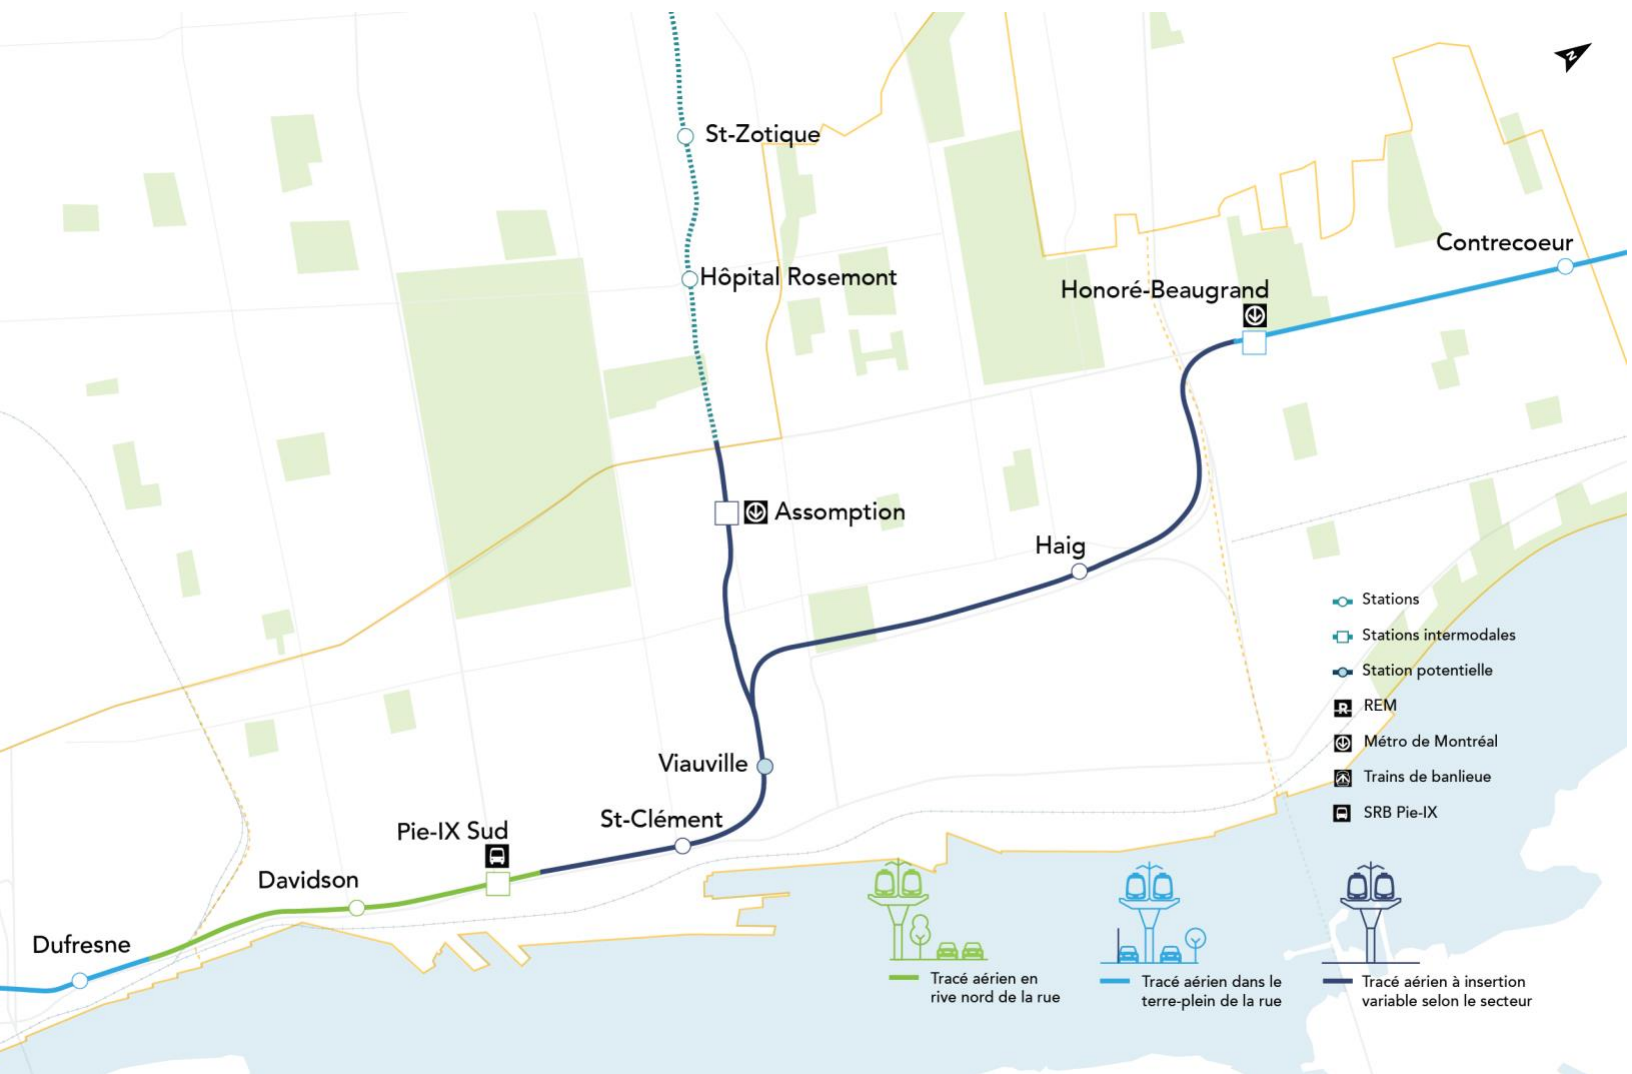 N
St-Zotique
Contrecoeur
Hôpital Rosemont
Honoré-Beaugrand
Assomption
Haig
Viauville
St-Clément
Pie-IX Sud
Davidson
Dufresne
Stations
Stations intermodales
Station potentielle
R REM
Métro de Montréal
Trains de banlieue
SRB Pie-IX
Tracé aérien en
rive nord de la rue
Tracé aérien dans le
terre-plein de la rue
Tracé aérien à insertion
variable selon le secteur